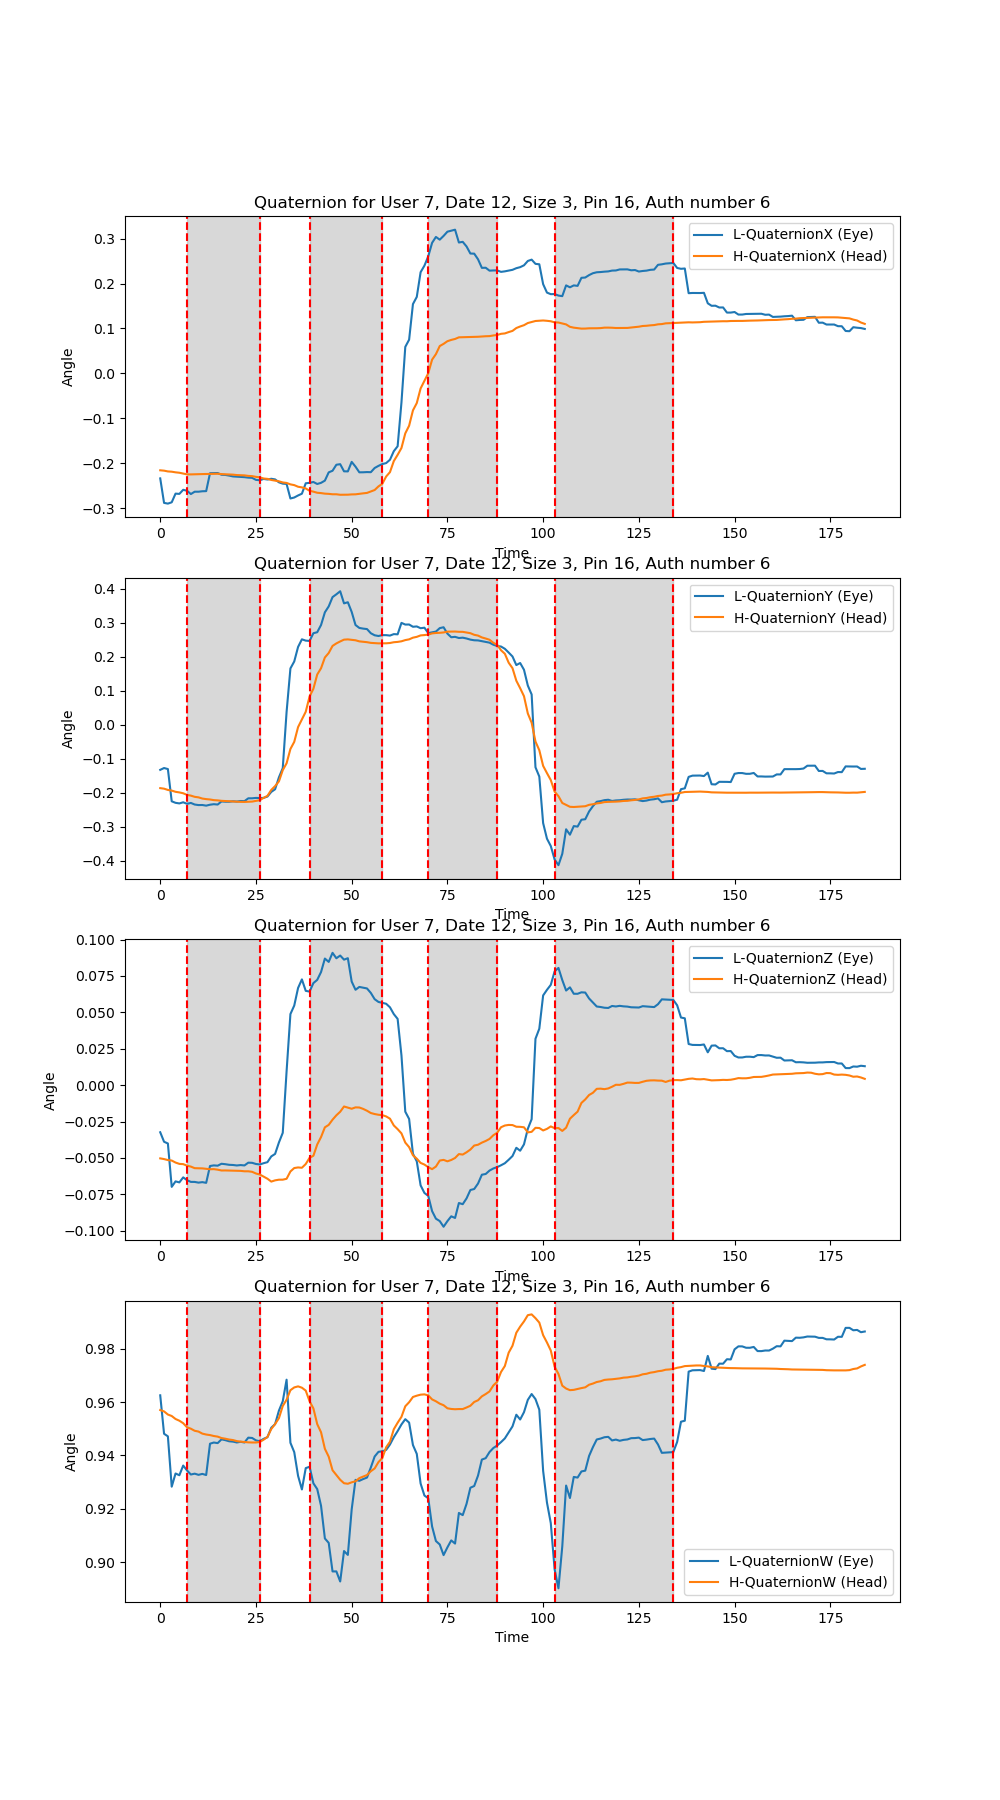 Quaternion for User 7, Date 12, Size 3, Pin 16, Auth number 6
0.3
0.2
0.1
0.0
−0.1
−0.2
−0.3
Angle
L-QuaternionX (Eye)
H-QuaternionX (Head)
0 25 50 75 100 125 150 175
Time
Quaternion for User 7, Date 12, Size 3, Pin 16, Auth number 6
0.4
0.3
0.2
0.1
0.0
−0.1
−0.2
−0.3
−0.4
Angle
L-QuaternionY (Eye)
H-QuaternionY (Head)
0 25 50 75 100 125 150 175
Time
Quaternion for User 7, Date 12, Size 3, Pin 16, Auth number 6
0.100
0.075
0.050
0.025
0.000
−0.025
−0.050
−0.075
−0.100
Angle
L-QuaternionZ (Eye)
H-QuaternionZ (Head)
0 25 50 75 100 125 150 175
Time
Quaternion for User 7, Date 12, Size 3, Pin 16, Auth number 6
0.98
0.96
0.94
0.92
0.90
Angle
L-QuaternionW (Eye)
H-QuaternionW (Head)
0 25 50 75 100 125 150 175
Time